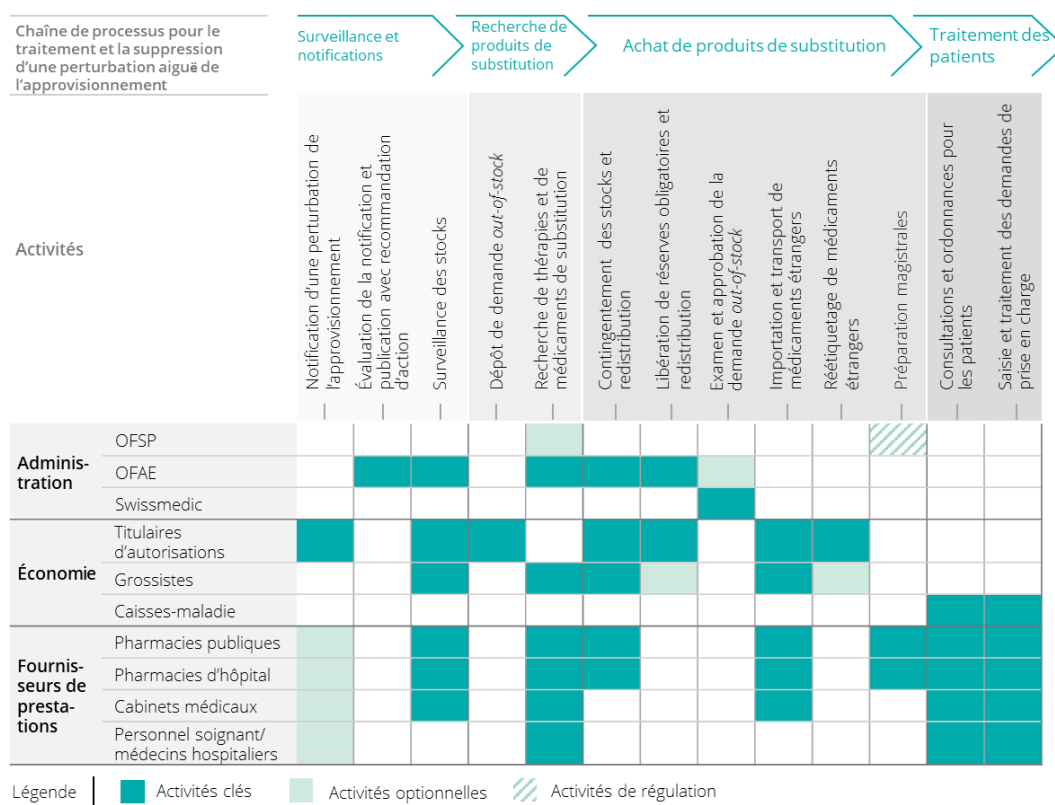 Chaîne de processus pour le
traitement et la suppression
d'une perturbation aiguë de
l'approvisionnement
Surveillance et
notifications
Recherche de
produits de
substitution
Achat de produits de substitution
Traitement des
patients
Activités
Notification d'une perturbation de
l'approvisionnement
Évaluation de la notification et
publication avec recommandation
d'action
Surveillance des stocks
Dépôt de demande out-of-stock
Recherche de thérapies et de
médicaments de substitution
Contingentement des stocks et
redistribution
Libération de réserves obligatoires et
redistribution
Examen et approbation de la
demande out-of-stock
Importation et transport de
médicaments étrangers
Réétiquetage de médicaments
étrangers
Préparation magistrales
Consultations et ordonnances pour
les patients
Saisie et traitement des demandes de
prise en charge
Adminis-
tration
OFSP
OFAE
Swissmedic
Économie
Titulaires
d'autorisations
Grossistes
Caisses-maladie
Fournis-
seurs de
presta-
tions
Pharmacies publiques
Pharmacies d'hôpital
Cabinets médicaux
Personnel soignant/
médecins hospitaliers
Légende
Activités clés
Activités optionnelles
Activités de régulation